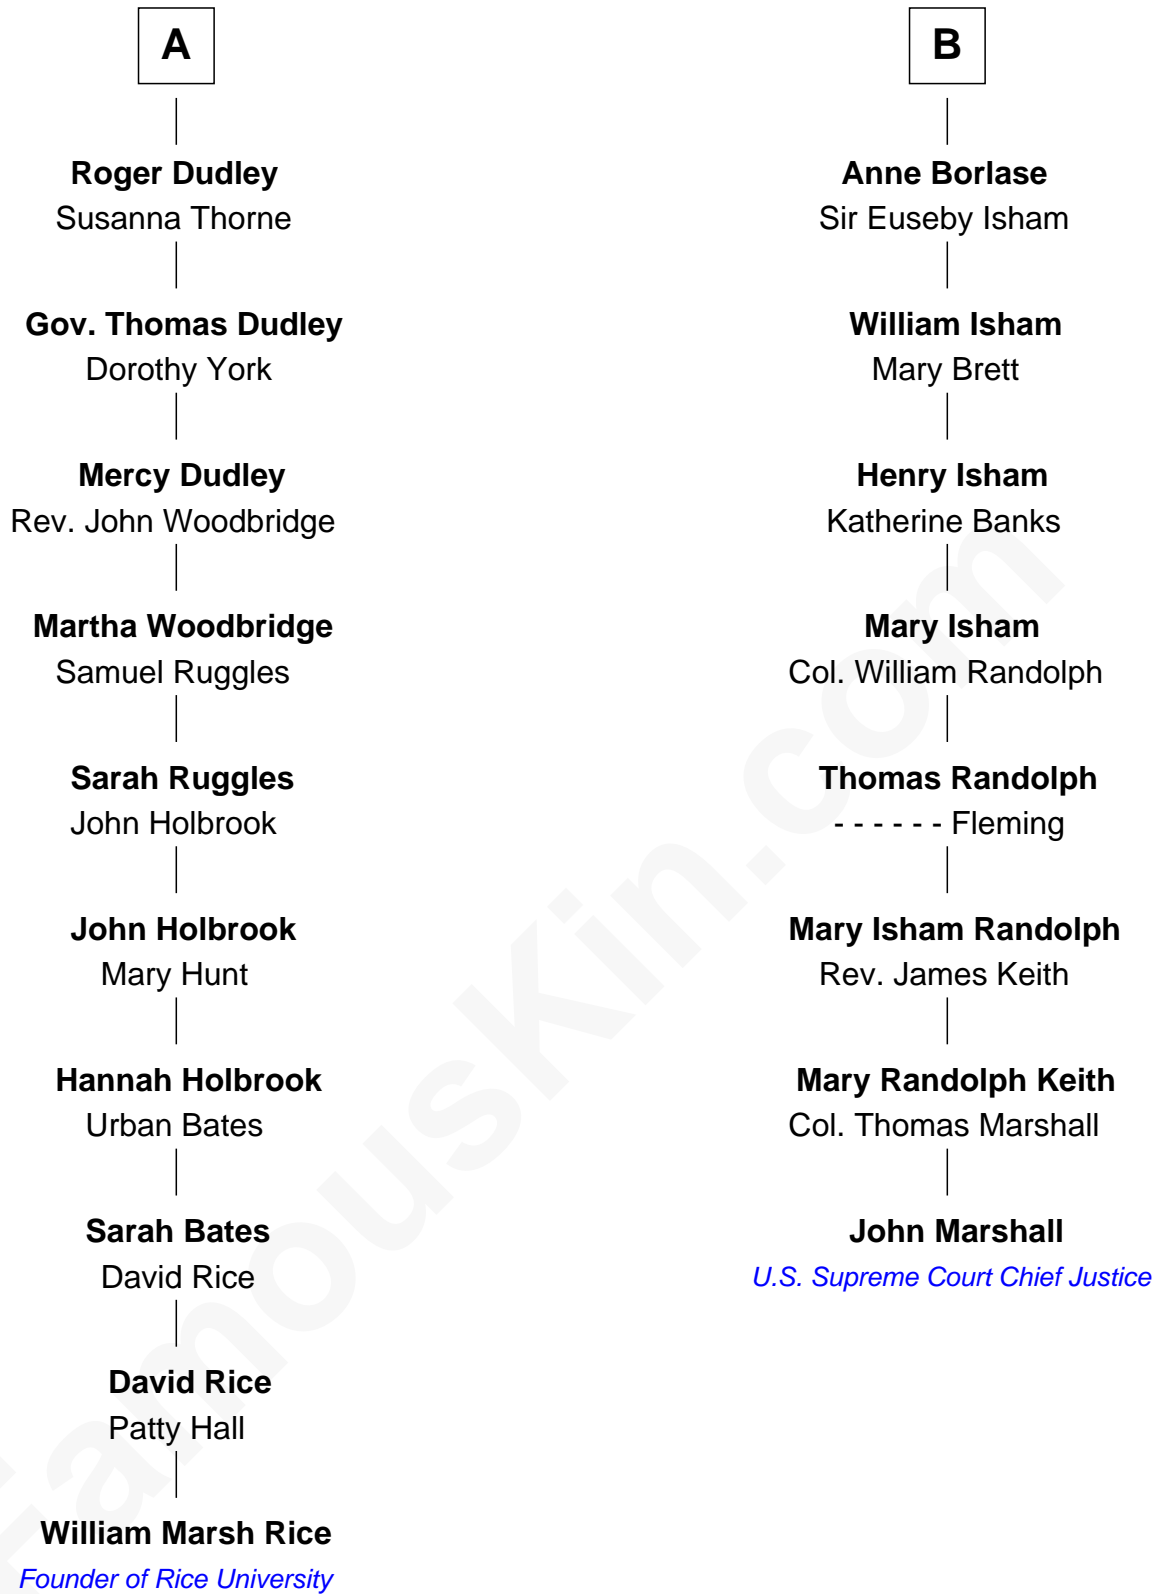 A
Roger Dudley
Susanna Thorne
Gov. Thomas Dudley
Dorothy York
Mercy Dudley
Rev. John Woodbridge
Martha Woodbridge
Samuel Ruggles
Sarah Ruggles
John Holbrook
John Holbrook
Mary Hunt
Hannah Holbrook
Urban Bates
Sarah Bates
David Rice
David Rice
Patty Hall
William Marsh Rice
Founder of Rice University
B
Anne Borlase
Sir Euseby Isham
William Isham
Mary Brett
Henry Isham
Katherine Banks
Mary Isham
Col. William Randolph
Thomas Randolph
- - - - - - Fleming
Mary Isham Randolph
Rev. James Keith
Mary Randolph Keith
Col. Thomas Marshall
John Marshall
U.S. Supreme Court Chief Justice
FamousKin.com